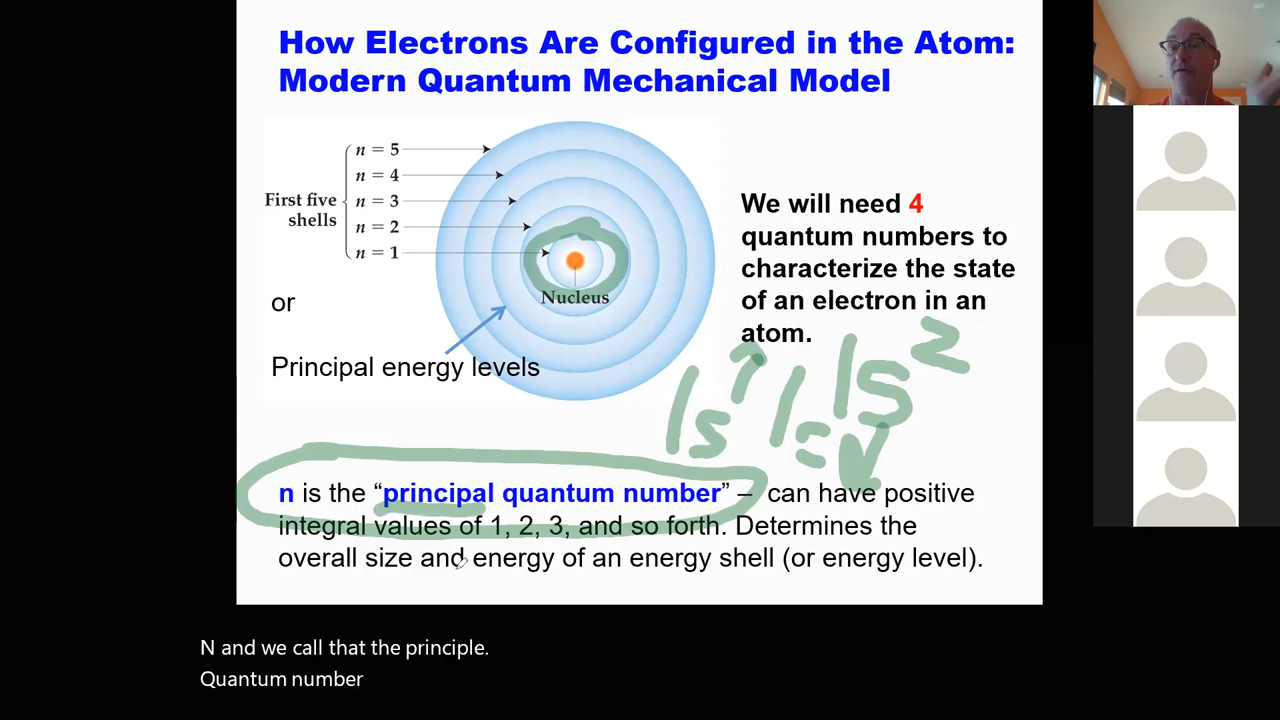 How Electrons Are Configured in the Atom:
Modern Quantum Mechanical Model
First five
shells
n = 5
n = 4
n = 3
n = 2
n = 1
Nucleus
or
Principal energy levels
We will need 4
quantum numbers to
characterize the state
of an electron in an
atom.
1s↑ 1s↓
1s²
n is the “principal quantum number” – can have positive
integral values of 1, 2, 3, and so forth. Determines the
overall size and energy of an energy shell (or energy level).
N and we call that the principle.
Quantum number